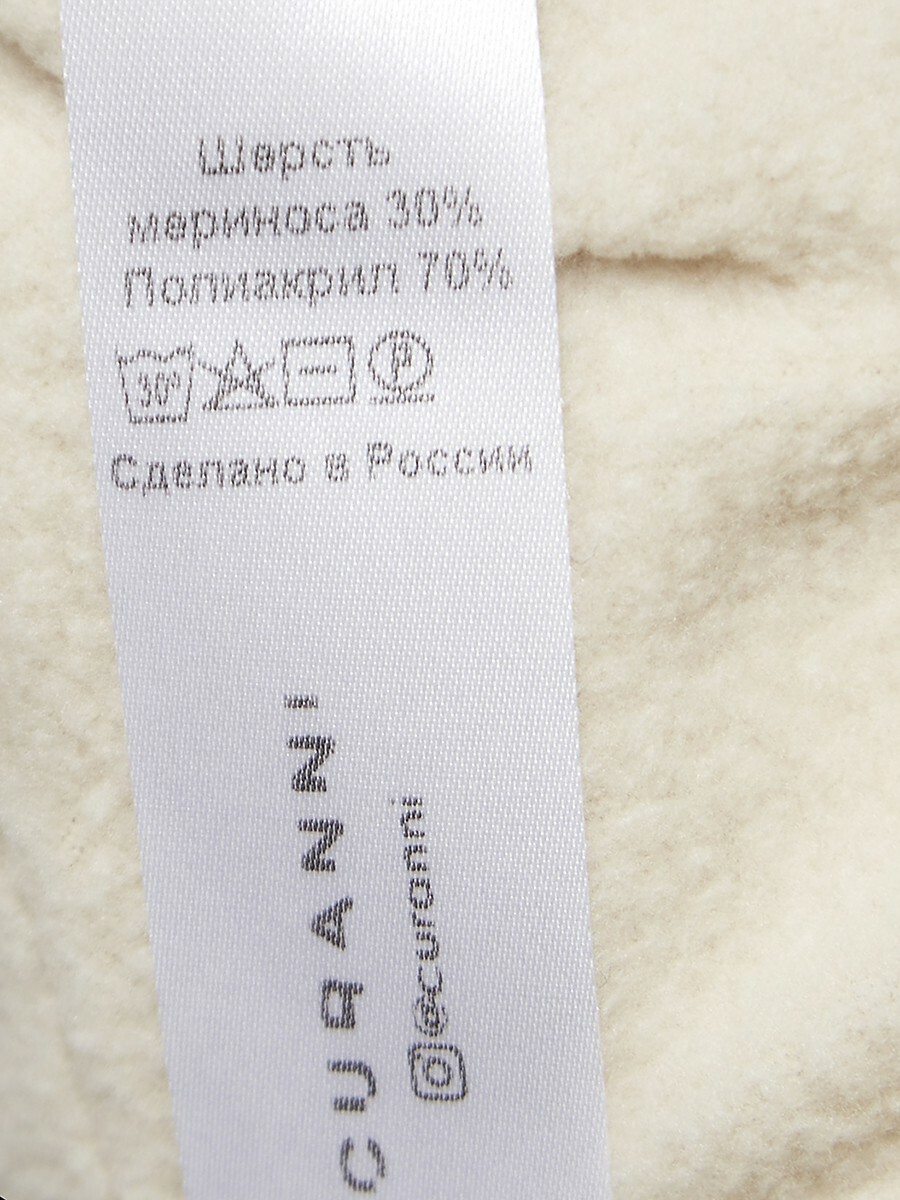 Шерсть
мериноса 30%
Полиакрил 70%
30° P
Сделано в России
CURANNI
@curanni